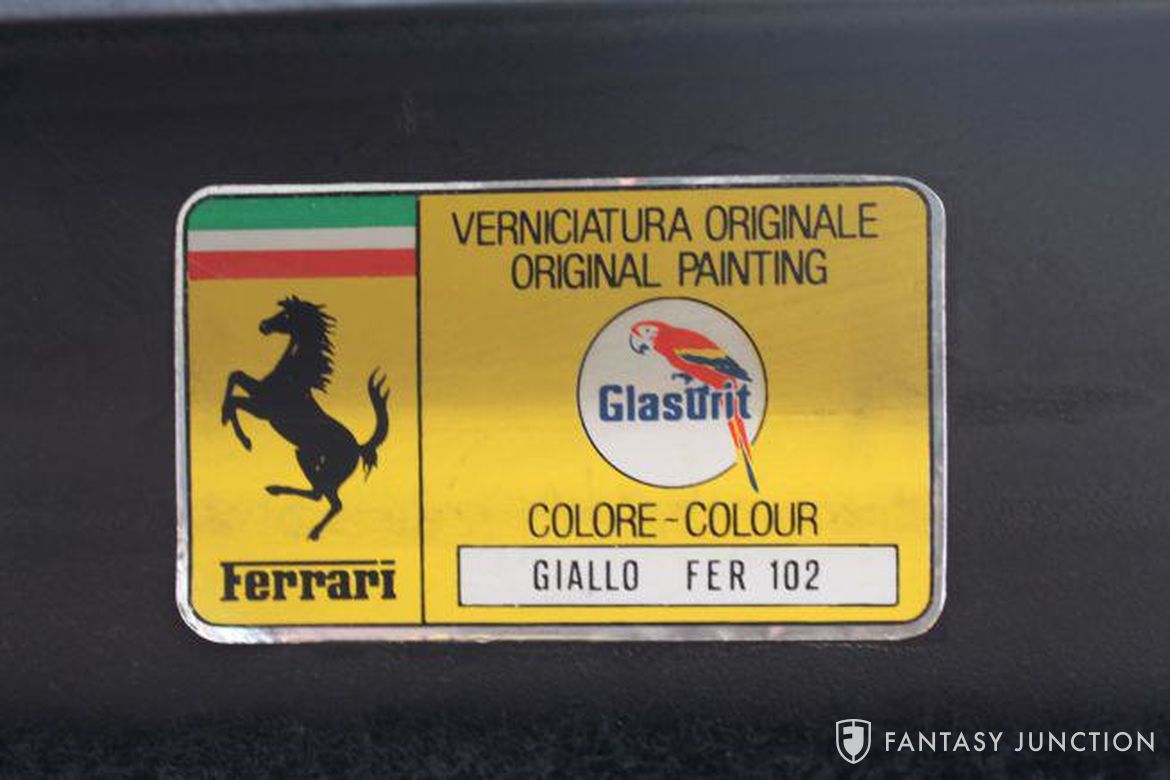 VERNICIATURA ORIGINALE
ORIGINAL PAINTING
Glasurit
COLORE-COLOUR
GIALLO FER 102
Ferrari
FANTASY JUNCTION